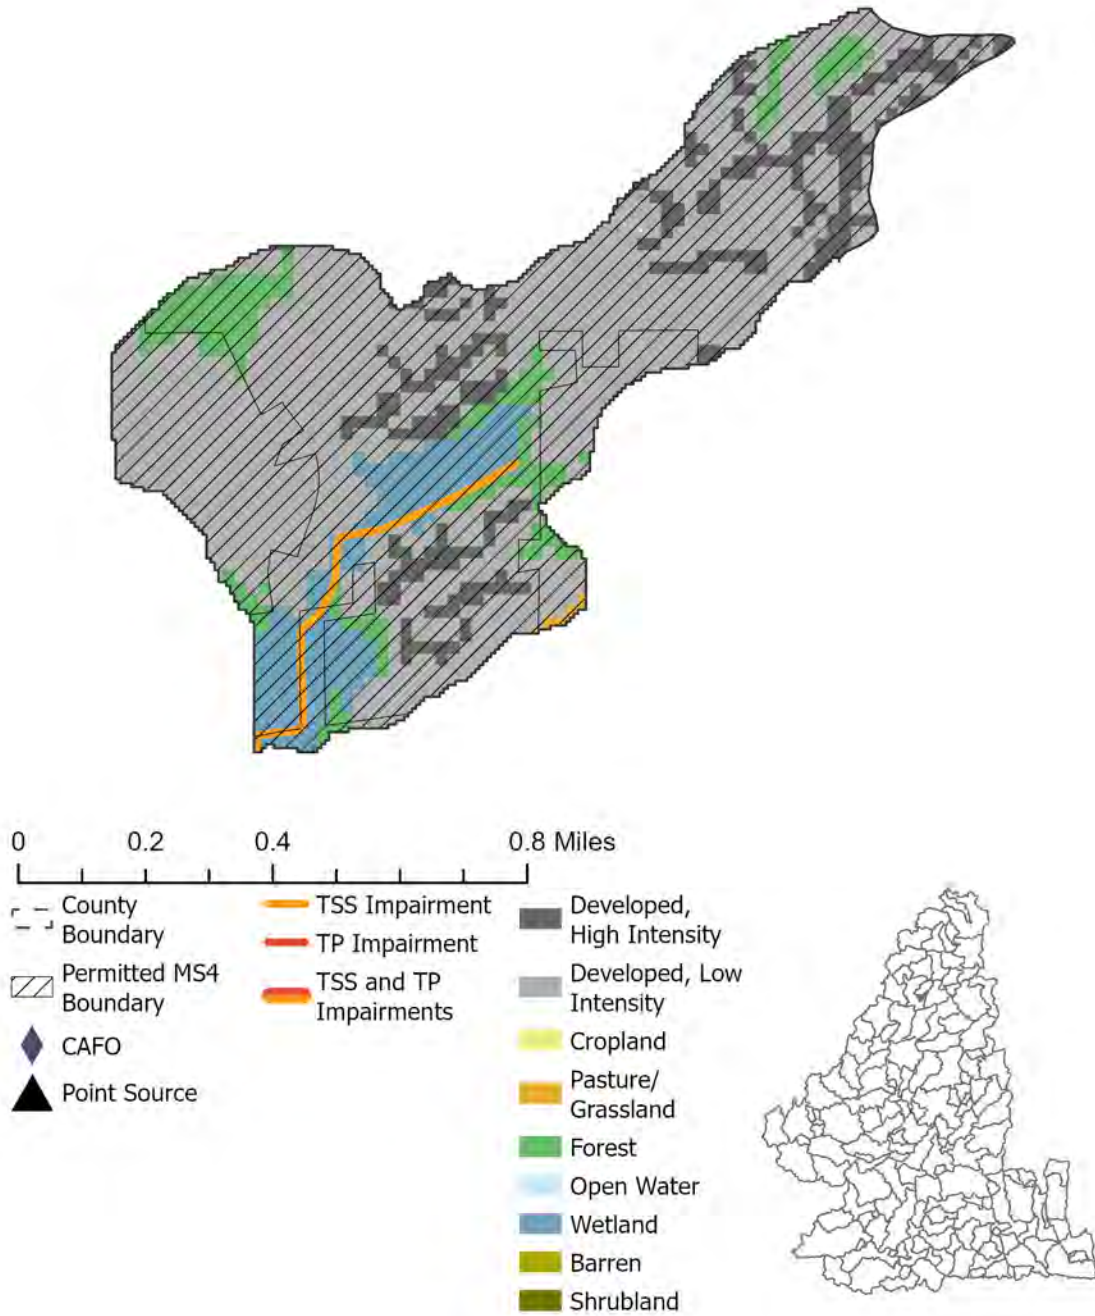 0 0.2 0.4 0.8 Miles
County
Boundary
Permitted MS4
Boundary
CAFO
Point Source
TSS Impairment
TP Impairment
TSS and TP
Impairments
Developed,
High Intensity
Developed, Low
Intensity
Cropland
Pasture/
Grassland
Forest
Open Water
Wetland
Barren
Shrubland